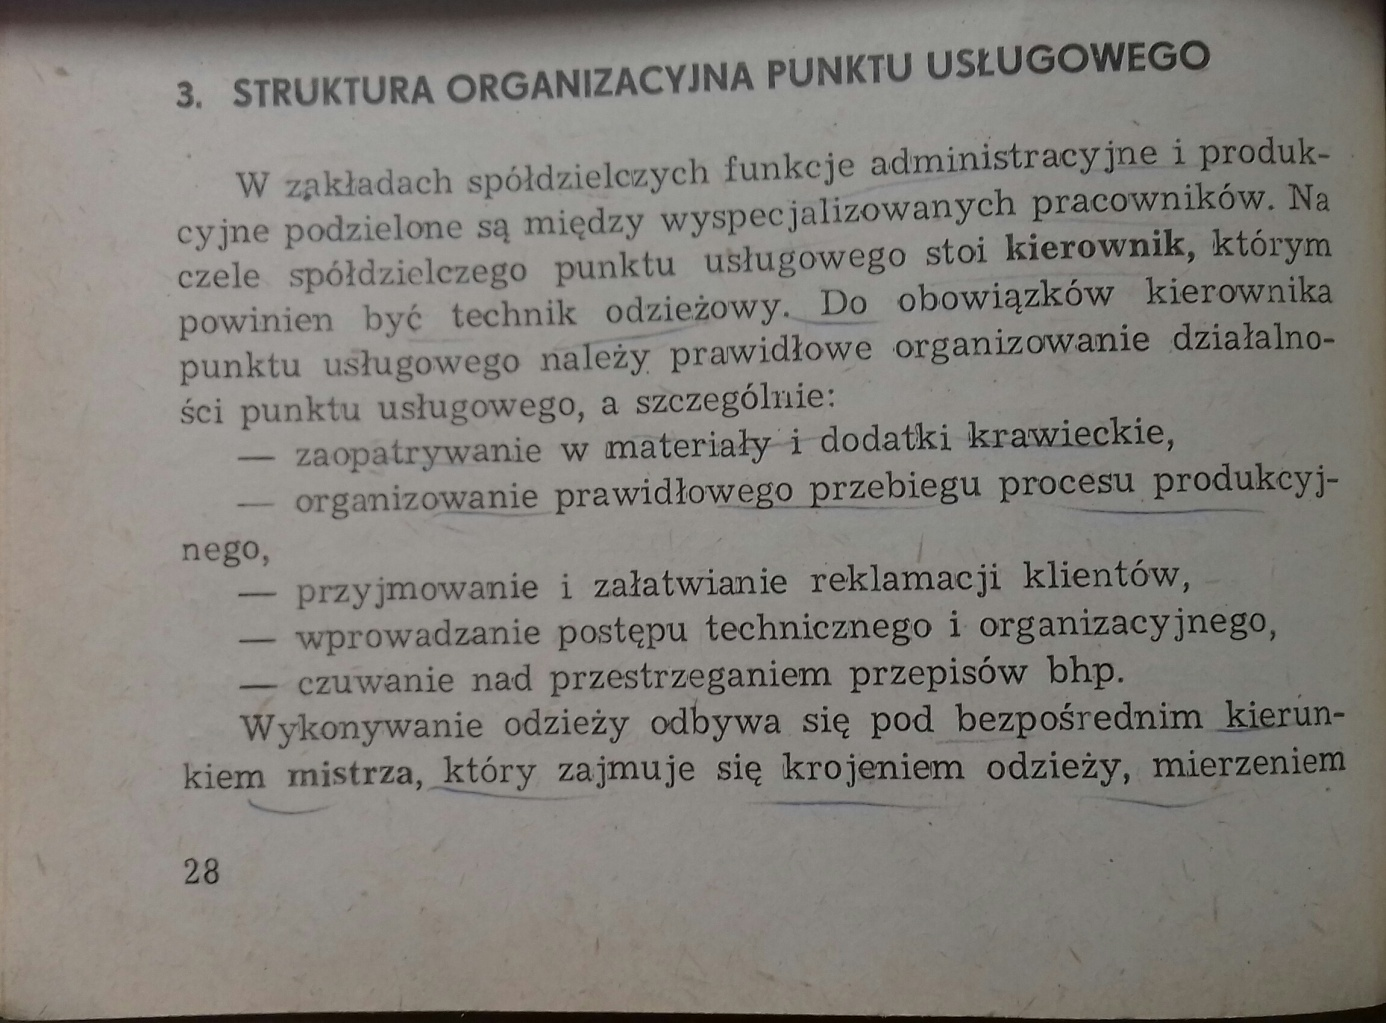 3. STRUKTURA ORGANIZACYJNA PUNKTU USŁUGOWEGO
W zakładach spółdzielczych funkcje administracyjne i produk-
cyjne podzielone są między wyspecjalizowanych pracowników. Na
czele spółdzielczego punktu usługowego stoi kierownik, którym
powinien być technik odzieżowy. Do obowiązków kierownika
punktu usługowego należy prawidłowe organizowanie działalno-
ści punktu usługowego, a szczególnie:
— zaopatrywanie w materiały i dodatki krawieckie,
— organizowanie prawidłowego przebiegu procesu produkcyj-
nego,
— przyjmowanie i załatwianie reklamacji klientów,
— wprowadzanie postępu technicznego i organizacyjnego,
— czuwanie nad przestrzeganiem przepisów bhp.
Wykonywanie odzieży odbywa się pod bezpośrednim kierun-
kiem mistrza, który zajmuje się krojeniem odzieży, mierzeniem
28